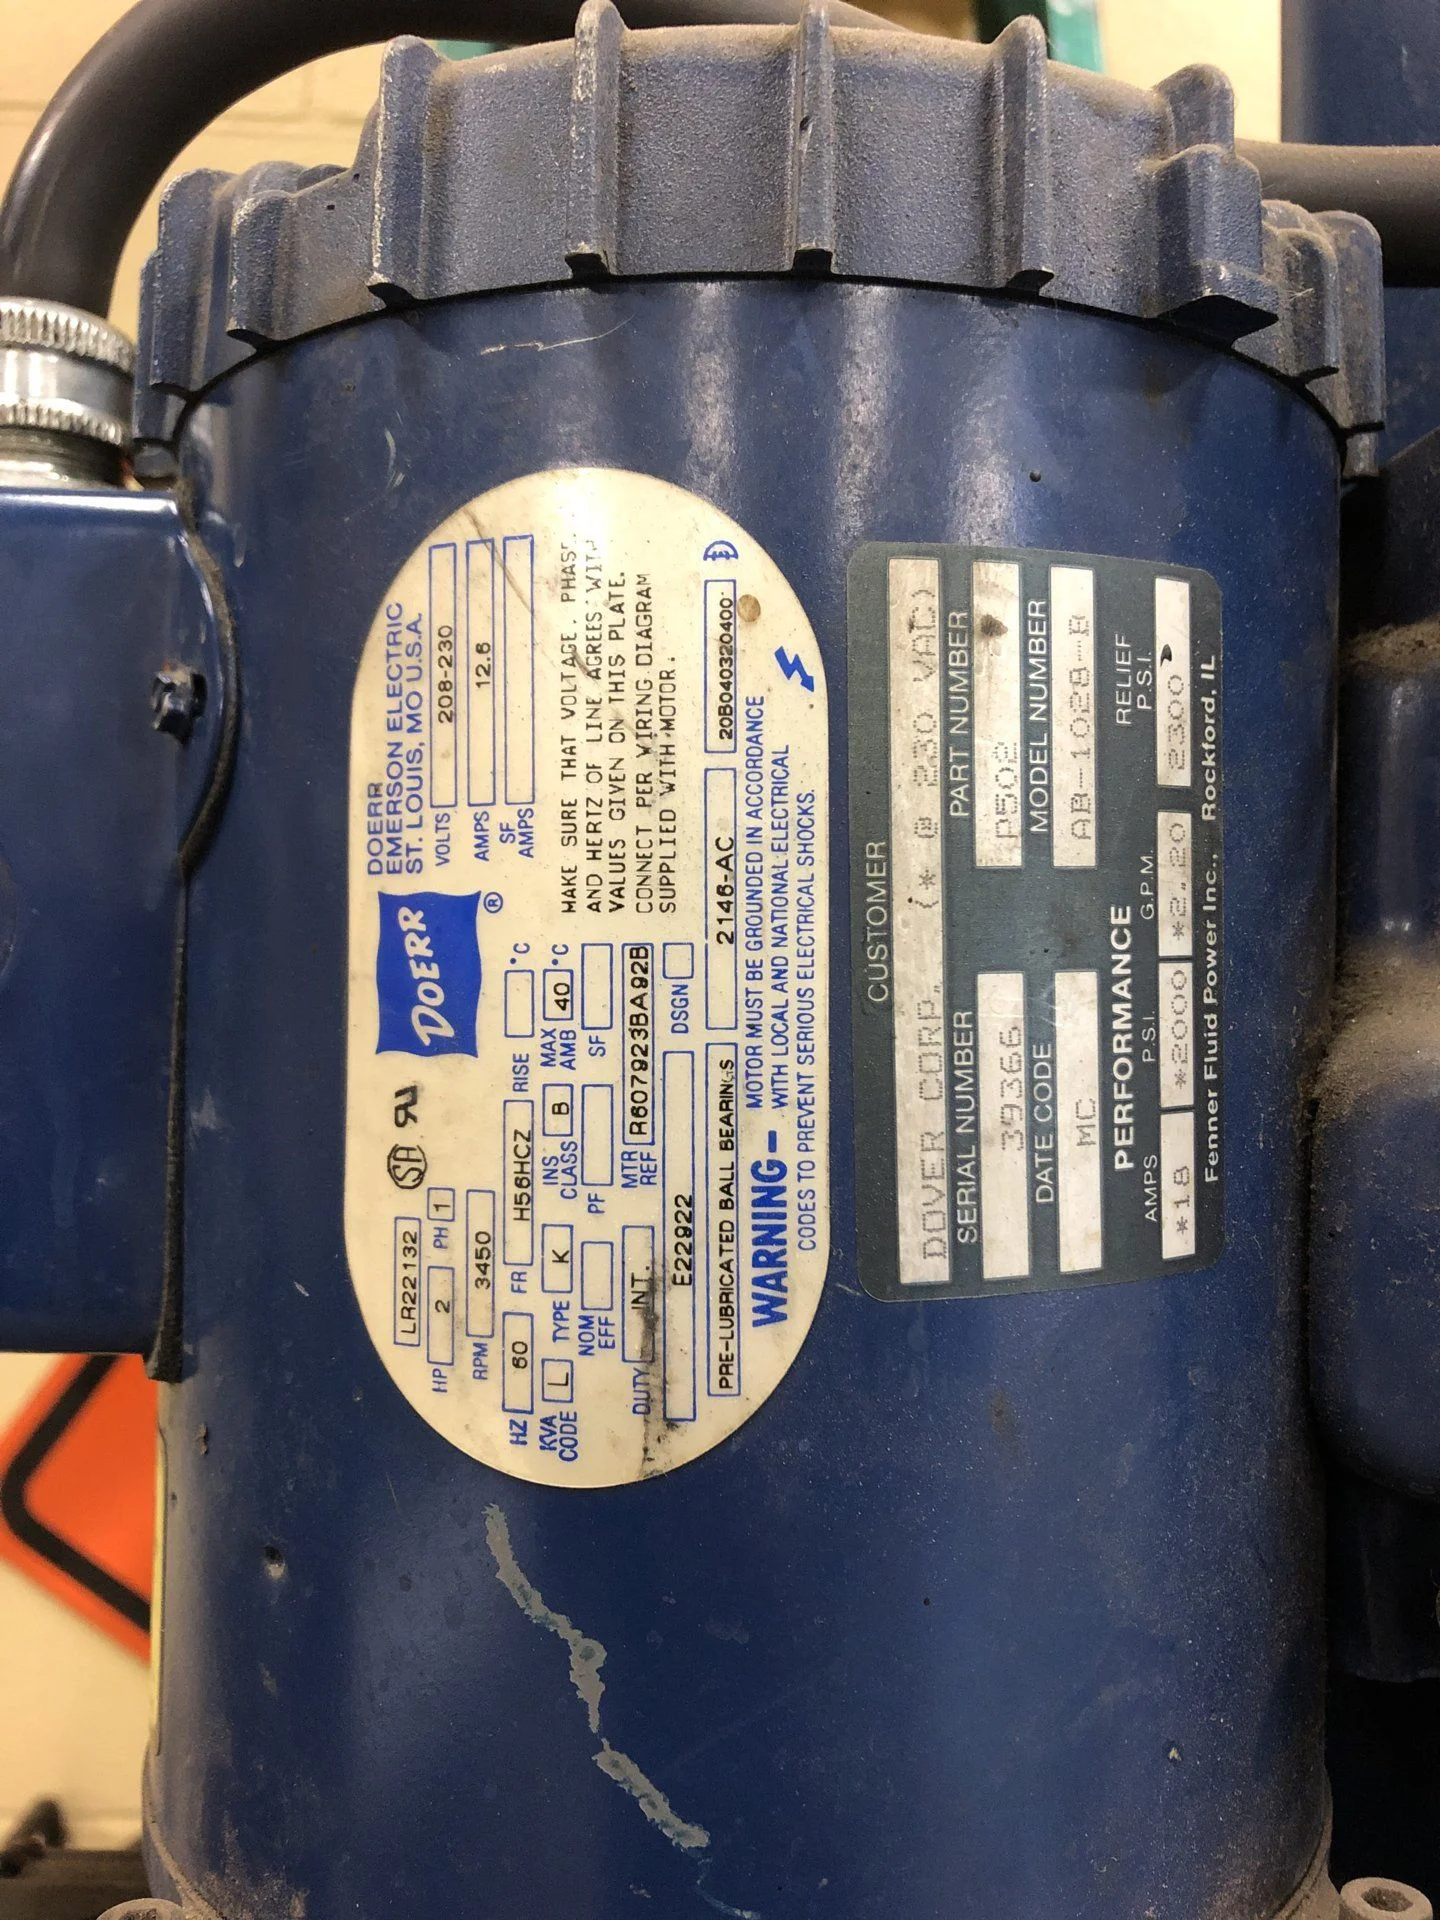 LR22132
DOERR
DOERR
EMERSON ELECTRIC
ST. LOUIS, MO U.S.A.
HP 2 PH 1
VOLTS 208-230
RPM 3450
AMPS 12.6
HZ 60 FR H56HCZ RISE °C
SF AMPS
KVA CODE L TYPE K INS CLASS B MAX AMB 40 °C
NOM EFF PF SF
DUTY INT. MTR REF R607923BA92B
MAKE SURE THAT VOLTAGE, PHASE
AND HERTZ OF LINE AGREES WITH
VALUES GIVEN ON THIS PLATE.
CONNECT PER WIRING DIAGRAM
SUPPLIED WITH MOTOR.
E22922 DSGN
PRE-LUBRICATED BALL BEARINGS 2146-AC 20B040320400
WARNING- MOTOR MUST BE GROUNDED IN ACCORDANCE
WITH LOCAL AND NATIONAL ELECTRICAL
CODES TO PREVENT SERIOUS ELECTRICAL SHOCKS.
CUSTOMER
DOVER CORP. (* @ 230 VAC)
SERIAL NUMBER PART NUMBER
39366 P502
DATE CODE MODEL NUMBER
MC AB-1028-B
PERFORMANCE RELIEF
AMPS P.S.I. G.P.M. P.S.I.
*18 *2000 *2.20 2300
Fenner Fluid Power Inc., Rockford, IL